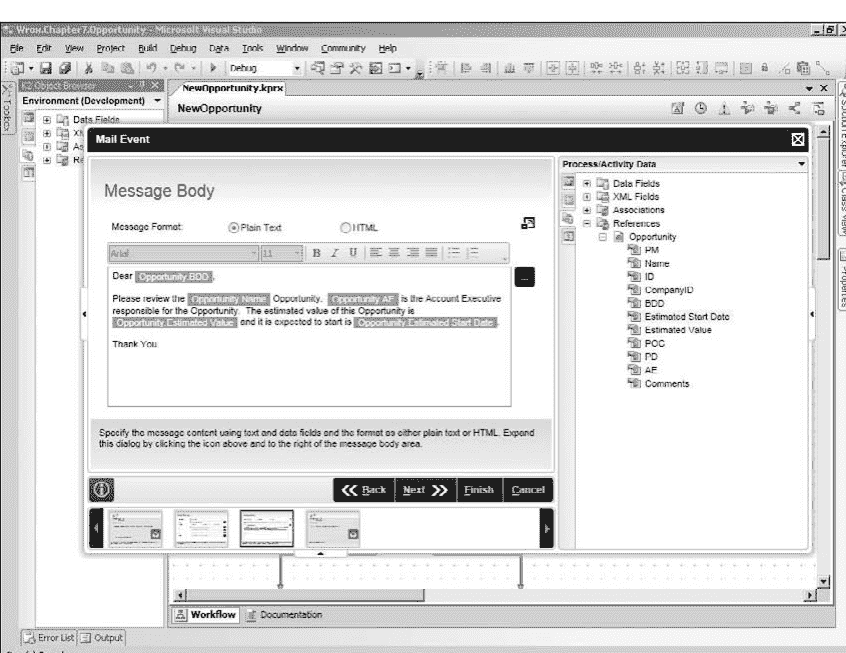 Wrox.Chapter7.Opportunity - Microsoft Visual Studio
File Edit View Project Build Debug Data Tools Window Community Help
Debug
K2 Object Browser
NewOpportunity.kprx
Environment (Development)
NewOpportunity
Toolbox
Data Fields
Mail Event
Process/Activity Data
Message Body
Data Fields
XML Fields
Associations
References
Opportunity
PM
Name
ID
CompanyID
BDD
Estimated Start Date
Estimated Value
POC
PD
AE
Comments
Message Format: Plain Text HTML
Arial 11 B I U
Dear Opportunity.BDD,
Please review the Opportunity.Name Opportunity. Opportunity.AE is the Account Executive
responsible for the Opportunity. The estimated value of this Opportunity is
Opportunity.Estimated Value and it is expected to start is Opportunity.Estimated Start Date.
Thank You
...
Specify the message content using text and data fields and the format as either plain text or HTML. Expand
this dialog by clicking the icon above and to the right of the message body area.
Back Next Finish Cancel
Class View
Properties
Workflow Documentation
Error List Output